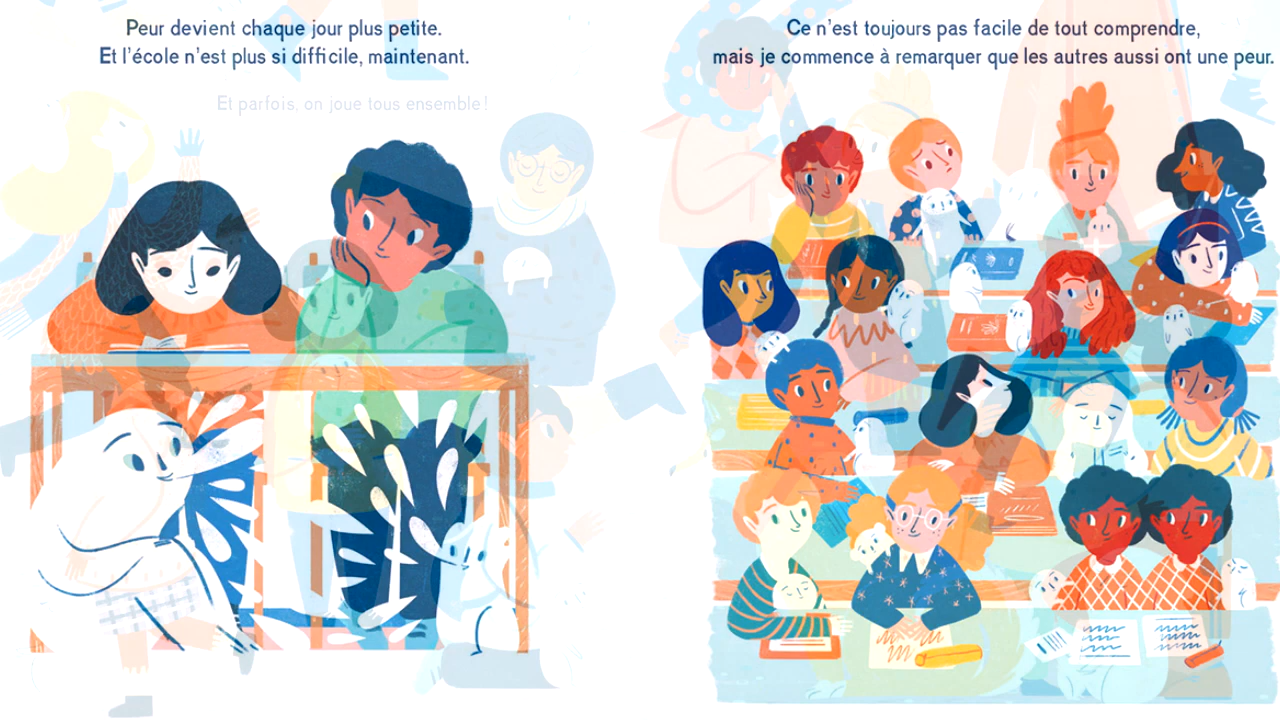 Peur devient chaque jour plus petite.
Et l'école n'est plus si difficile, maintenant.
Et parfois, on joue tous ensemble !
Ce n'est toujours pas facile de tout comprendre,
mais je commence à remarquer que les autres aussi ont une peur.